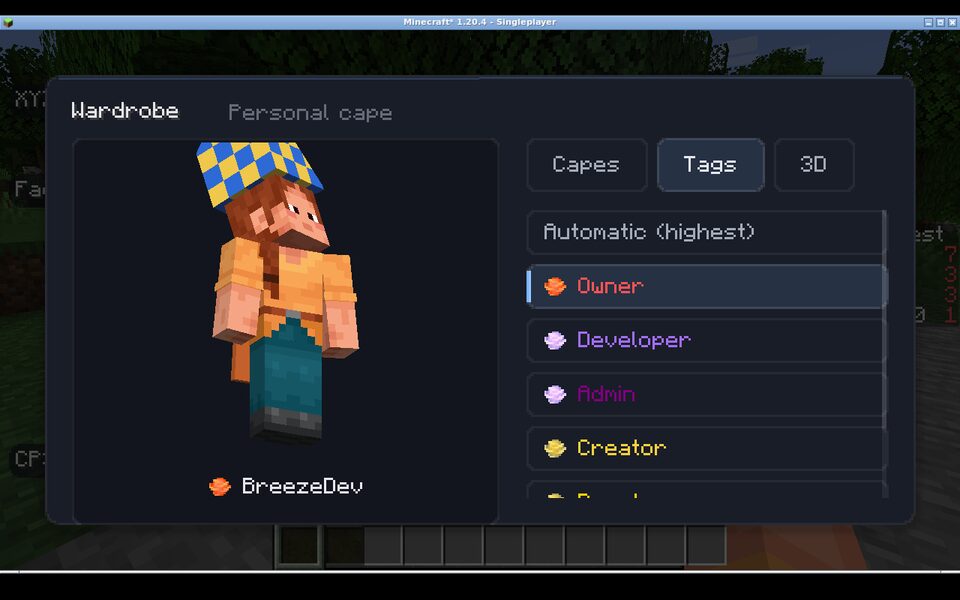 Minecraft* 1.20.4 - Singleplayer
Wardrobe
Personal cape
Capes
Tags
3D
Automatic (highest)
Owner
Developer
Admin
Creator
BreezeDev